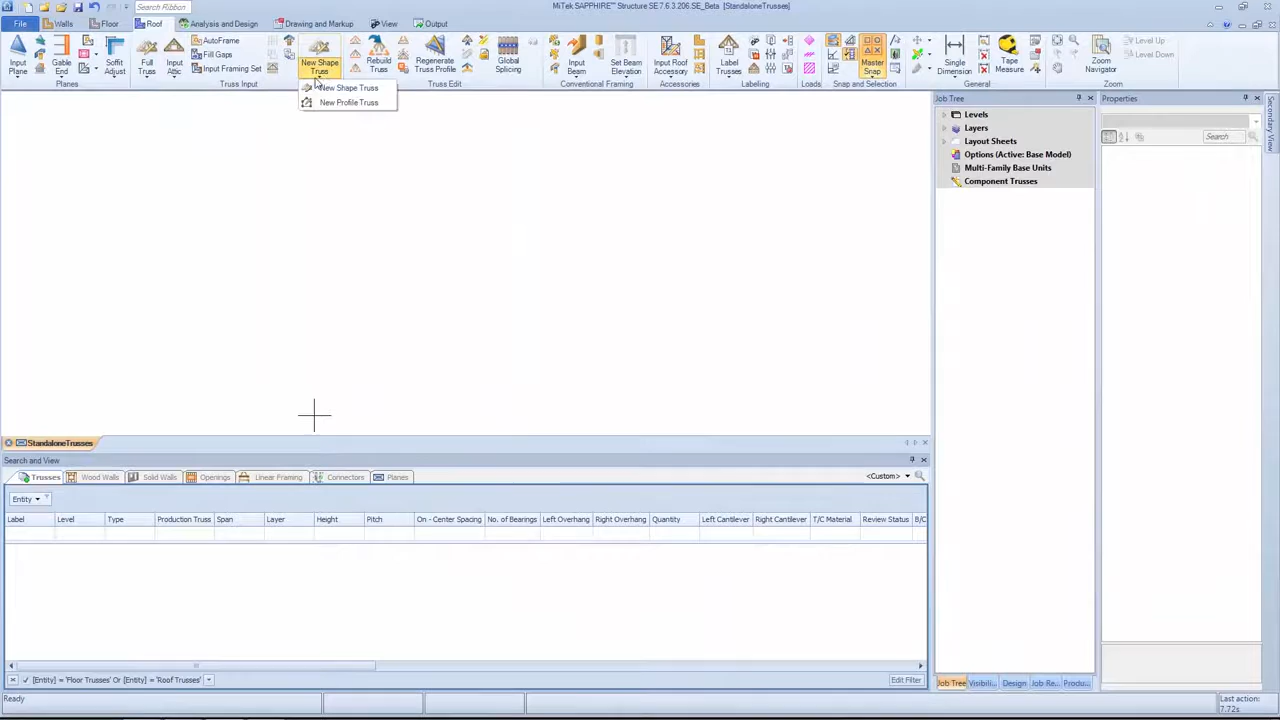 MiTek SAPPHIRE™ Structure SE 7.6.3.206.SE_Beta [StandaloneTrusses]
Search Ribbon
File Walls Floor Roof Analysis and Design Drawing and Markup View Output
Input Plane
Gable End
Soffit Adjust
Full Truss
Input Attic
AutoFrame
Fill Gaps
Input Framing Set
New Shape Truss
Rebuild Truss
Regenerate Truss Profile
Global Splicing
Input Beam
Set Beam Elevation
Input Roof Accessory
Label Trusses
Master Snap
Single Dimension
Tape Measure
Zoom Navigator
Level Up
Level Down
Planes Truss Input Truss Edit Conventional Framing Accessories Labeling Loads Snap and Selection General Zoom
New Shape Truss
New Profile Truss
Job Tree
Levels
Layers
Layout Sheets
Options (Active: Base Model)
Multi-Family Base Units
Component Trusses
Properties
Search
Secondary View
StandaloneTrusses
Search and View
Trusses Wood Walls Solid Walls Openings Linear Framing Connectors Planes
<Custom>
Entity
Label Level Type Production Truss Span Layer Height Pitch On - Center Spacing No. of Bearings Left Overhang Right Overhang Quantity Left Cantilever Right Cantilever T/C Material Review Status B/C
[Entity] = 'Floor Trusses' Or [Entity] = 'Roof Trusses'
Edit Filter
Job Tree Visibili... Design Job Re... Produ...
Ready
Last action:
7.72s